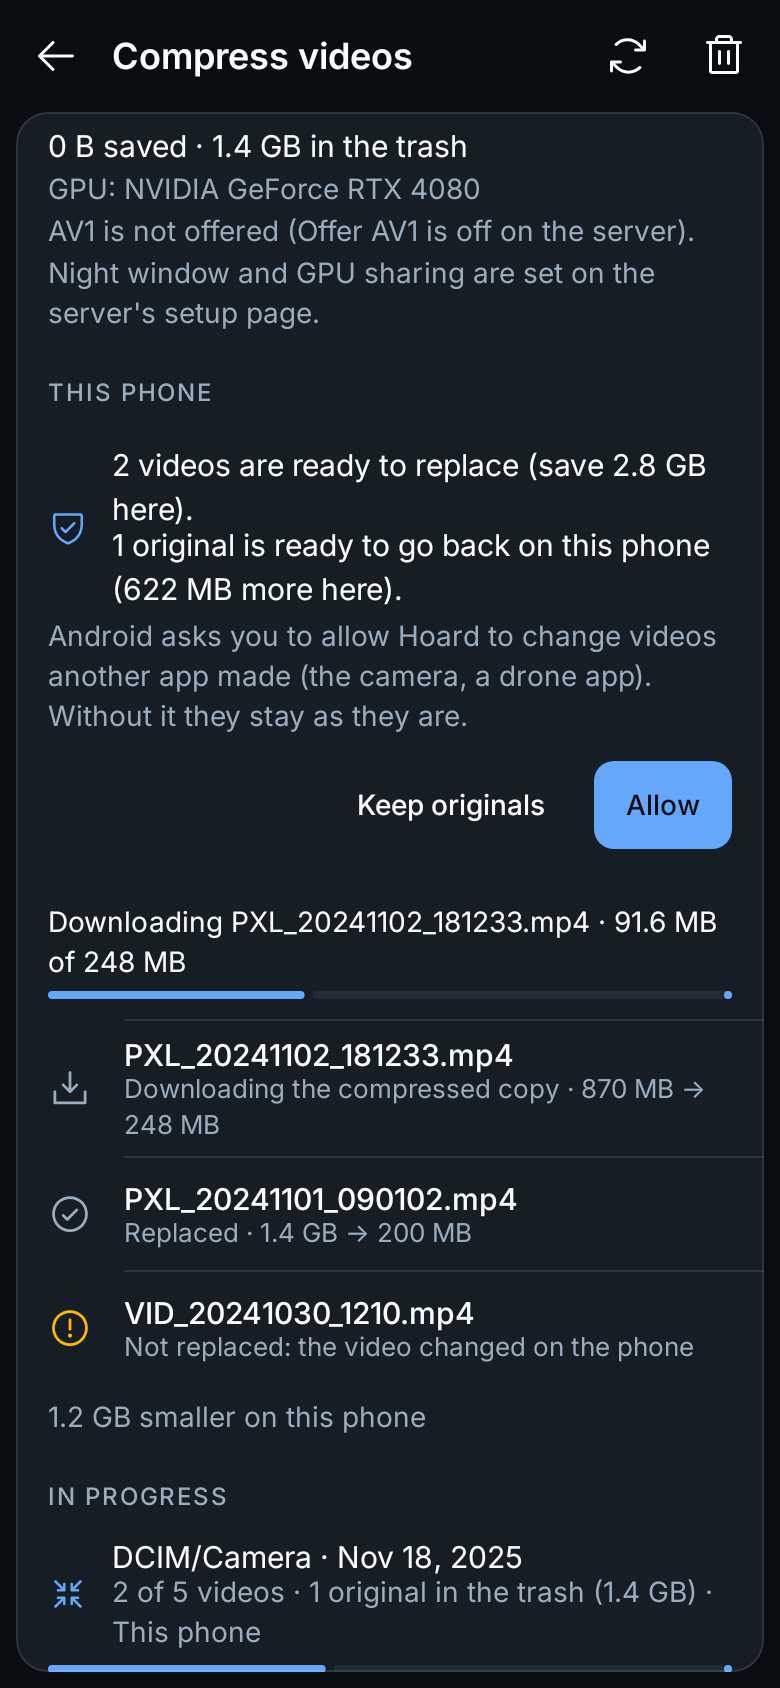 Compress videos
0 B saved · 1.4 GB in the trash
GPU: NVIDIA GeForce RTX 4080
AV1 is not offered (Offer AV1 is off on the server).
Night window and GPU sharing are set on the
server's setup page.
THIS PHONE
2 videos are ready to replace (save 2.8 GB
here).
1 original is ready to go back on this phone
(622 MB more here).
Android asks you to allow Hoard to change videos
another app made (the camera, a drone app).
Without it they stay as they are.
Keep originals
Allow
Downloading PXL_20241102_181233.mp4 · 91.6 MB
of 248 MB
PXL_20241102_181233.mp4
Downloading the compressed copy · 870 MB →
248 MB
PXL_20241101_090102.mp4
Replaced · 1.4 GB → 200 MB
VID_20241030_1210.mp4
Not replaced: the video changed on the phone
1.2 GB smaller on this phone
IN PROGRESS
DCIM/Camera · Nov 18, 2025
2 of 5 videos · 1 original in the trash (1.4 GB) ·
This phone